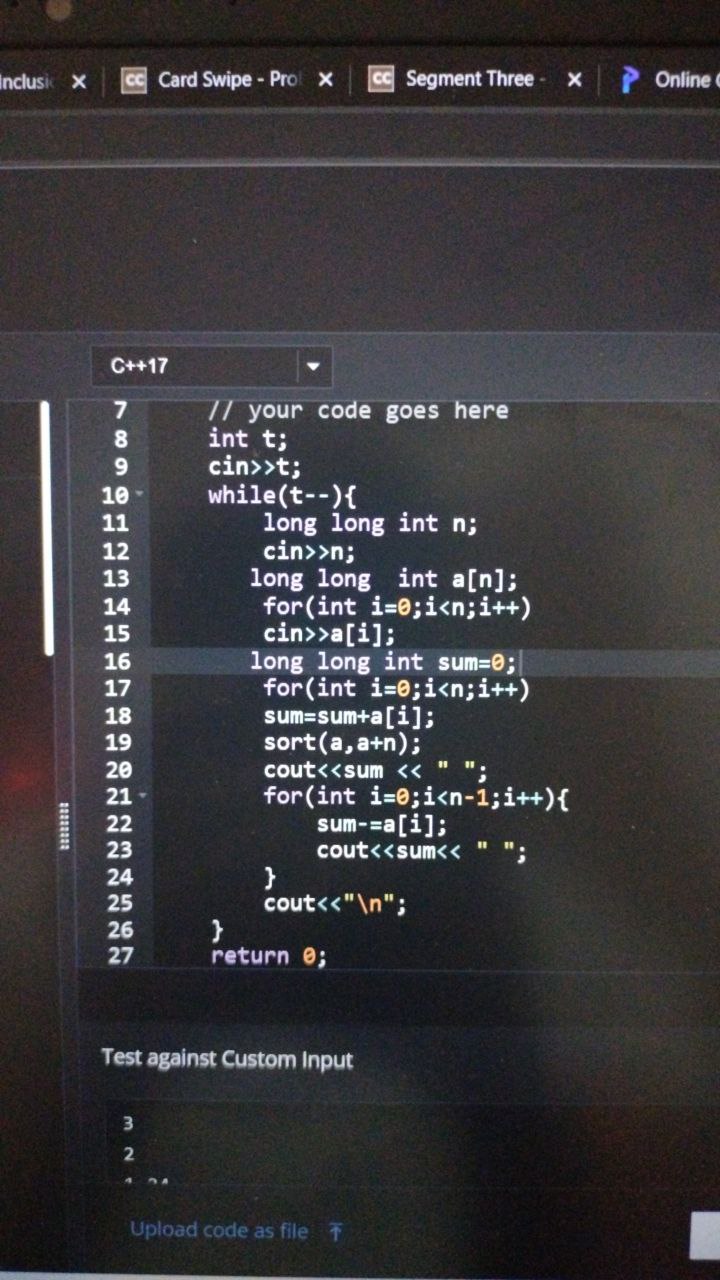 Card Swipe - Pro
Segment Three -
Online
C++17
7 // your code goes here
8 int t;
9 cin>>t;
10 while(t--){
11 long long int n;
12 cin>>n;
13 long long  int a[n];
14 for(int i=0;i<n;i++)
15 cin>>a[i];
16 long long int sum=0;
17 for(int i=0;i<n;i++)
18 sum=sum+a[i];
19 sort(a,a+n);
20 cout<<sum << " ";
21 for(int i=0;i<n-1;i++){
22 sum-=a[i];
23 cout<<sum<< " ";
24 }
25 cout<<"\n";
26 }
27 return 0;
Test against Custom Input
3
2
Upload code as file